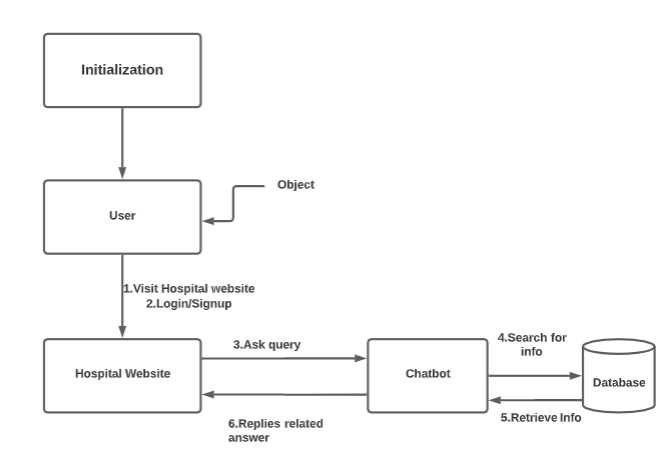 Initialization
User
Object
1.Visit Hospital website
2.Login/Signup
Hospital Website
3.Ask query
Chatbot
4.Search for
info
Database
5.Retrieve Info
6.Replies related
answer